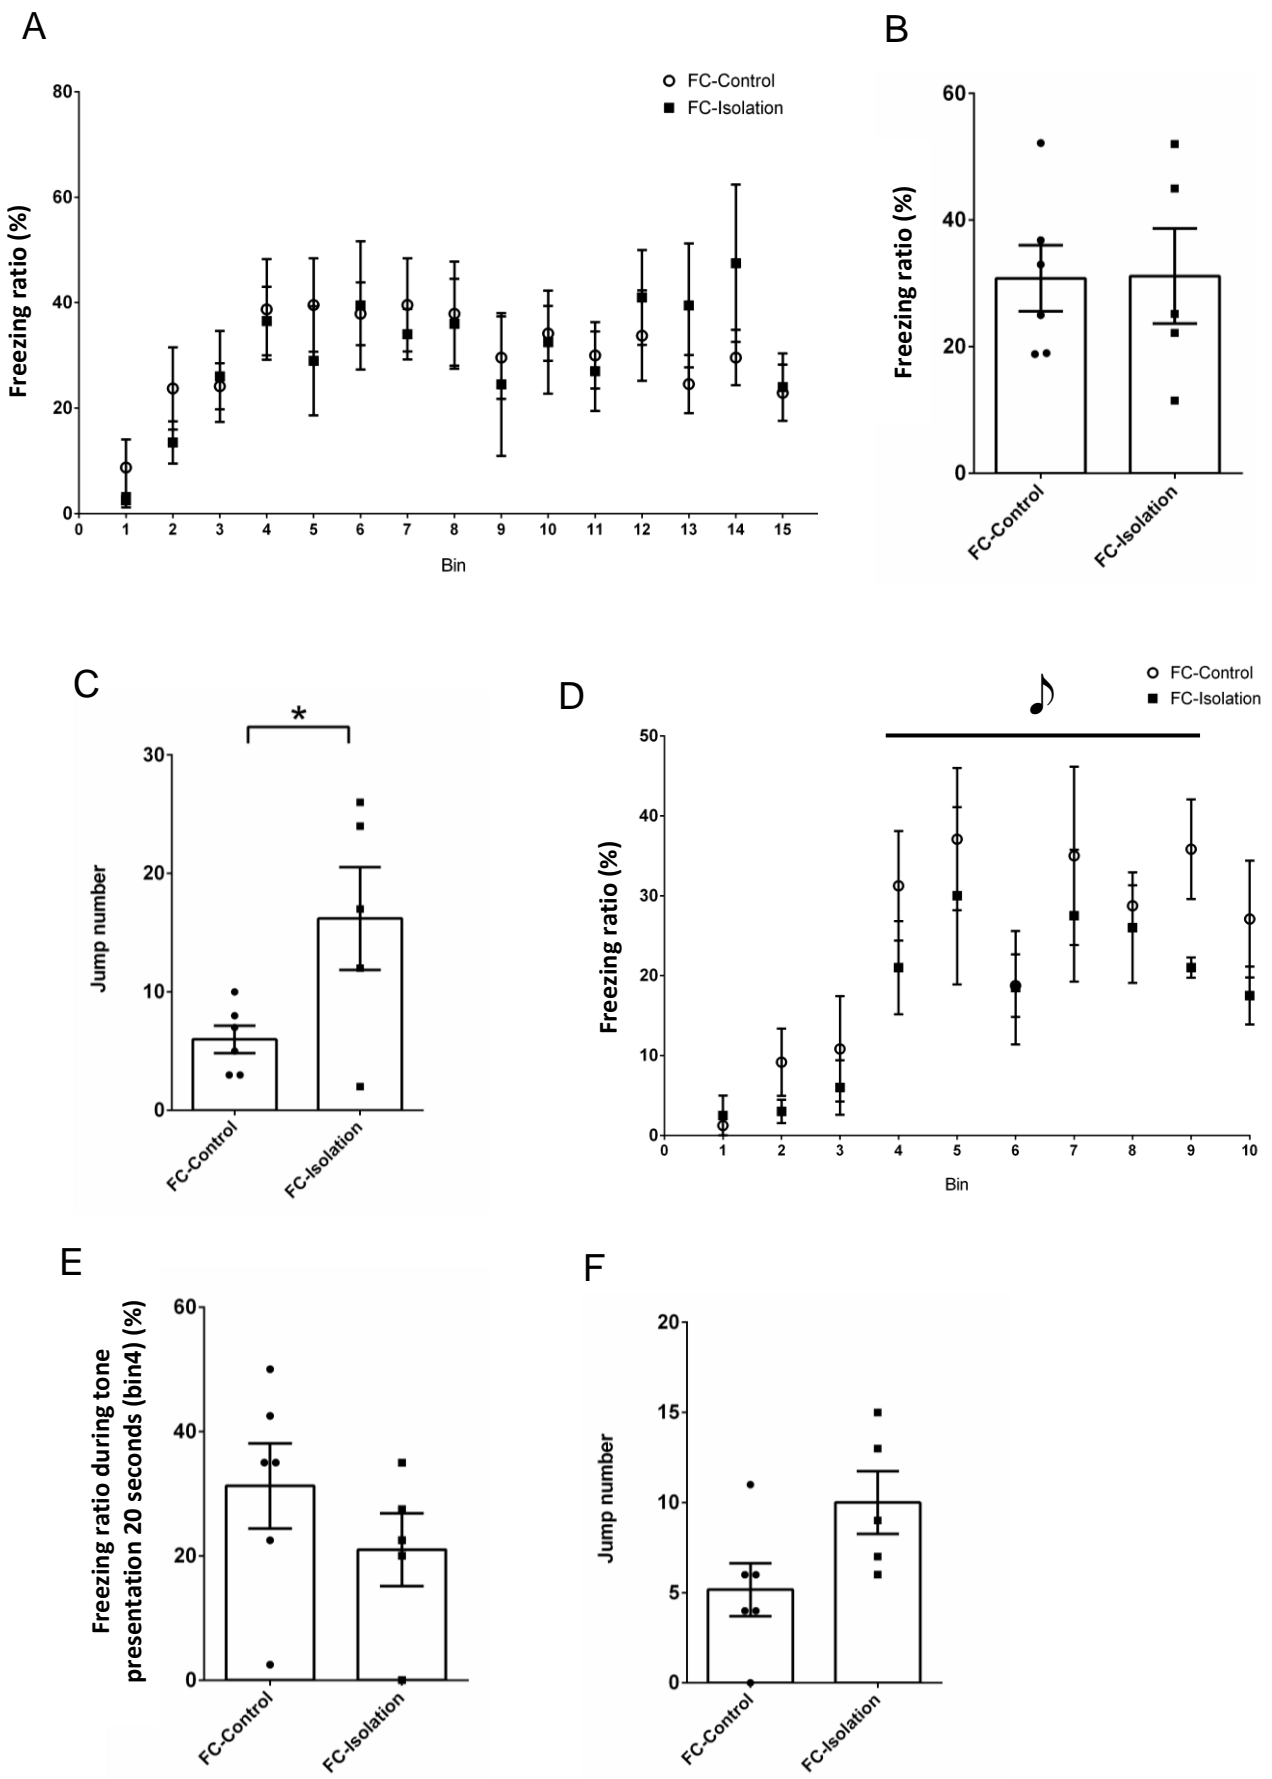 A
FC-Control
FC-Isolation
80
60
40
20
0
Freezing ratio (%)
0 1 2 3 4 5 6 7 8 9 10 11 12 13 14 15
Bin
B
60
40
20
0
Freezing ratio (%)
FC-Control
FC-Isolation
C
*
30
20
10
0
Jump number
FC-Control
FC-Isolation
D
FC-Control
FC-Isolation
50
40
30
20
10
0
Freezing ratio (%)
0 1 2 3 4 5 6 7 8 9 10
Bin
E
60
40
20
0
Freezing ratio during tone
presentation 20 seconds (bin4) (%)
FC-Control
FC-Isolation
F
20
15
10
5
0
Jump number
FC-Control
FC-Isolation